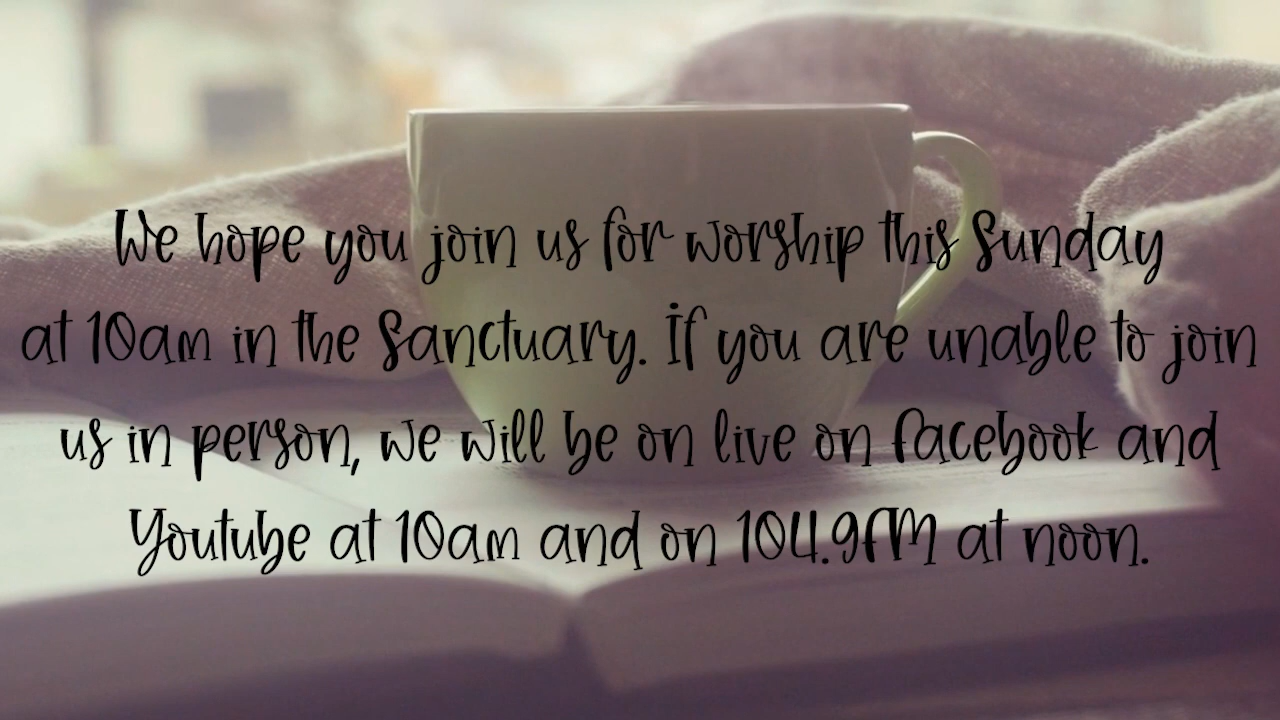 We hope you join us for worship this Sunday
at 10am in the Sanctuary. If you are unable to join
us in person, we will be on live on Facebook and
Youtube at 10am and on 104.9FM at noon.